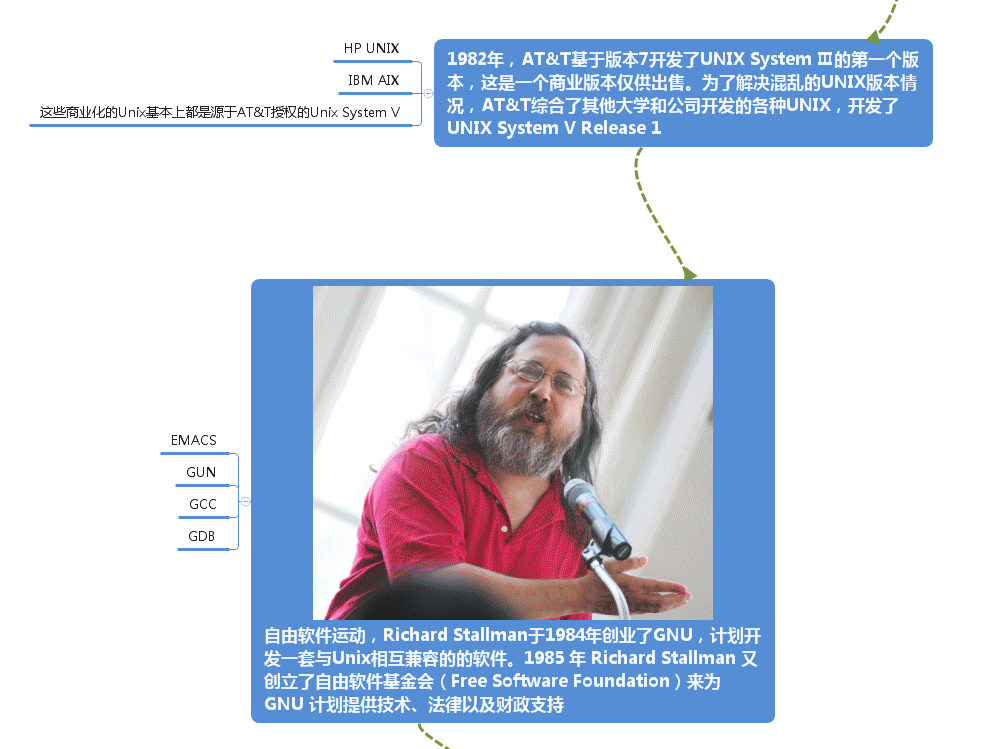 HP UNIX
IBM AIX
这些商业化的Unix基本上都是源于AT&T授权的Unix System V
1982年，AT&T基于版本7开发了UNIX System Ⅲ的第一个版
本，这是一个商业版本仅供出售。为了解决混乱的UNIX版本情
况，AT&T综合了其他大学和公司开发的各种UNIX，开发了
UNIX System V Release 1
EMACS
GUN
GCC
GDB
自由软件运动，Richard Stallman于1984年创业了GNU，计划开
发一套与Unix相互兼容的的软件。1985 年 Richard Stallman 又
创立了自由软件基金会（Free Software Foundation）来为
GNU 计划提供技术、法律以及财政支持